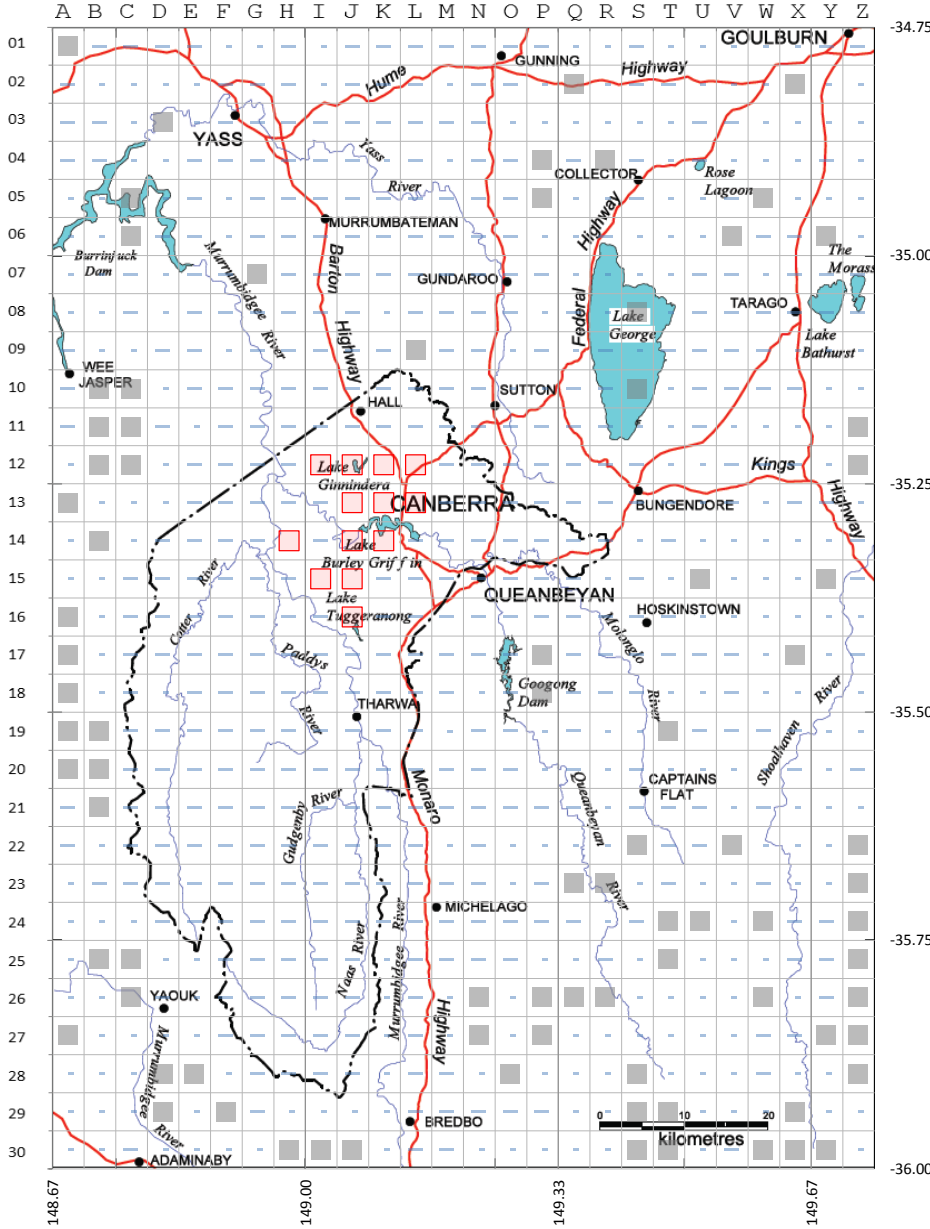 A B C D E F G H I J K L M N O P Q R S T U V W X Y Z
01
02
03
04
05
06
07
08
09
10
11
12
13
14
15
16
17
18
19
20
21
22
23
24
25
26
27
28
29
30
-34.75
-35.00
-35.25
-35.50
-35.75
-36.00
148.67
149.00
149.33
149.67
GOULBURN
GUNNING
Hume
Highway
YASS
Yass
River
COLLECTOR
Rose
Lagoon
MURRUMBATEMAN
Burrinjuck
Dam
Murrumbidgee
River
Barton
Highway
GUNDAROO
Federal
Highway
The
Morass
TARAGO
Lake
George
Lake
Bathurst
WEE
JASPER
HALL
SUTTON
Lake
Ginnindera
CANBERRA
Kings
Highway
BUNGENDORE
Lake
Burley Griffin
QUEANBEYAN
Lake
Tuggeranong
Cotter
River
HOSKINSTOWN
Molonglo
River
Paddys
River
Googong
Dam
THARWA
Shoalhaven
River
Monaro
Highway
CAPTAINS
FLAT
Queanbeyan
River
Gudgenby
River
MICHELAGO
Naas
River
Murrumbidgee
River
YAOUK
Murrumbidgee
River
BREDBO
ADAMINABY
0 10 20
kilometres